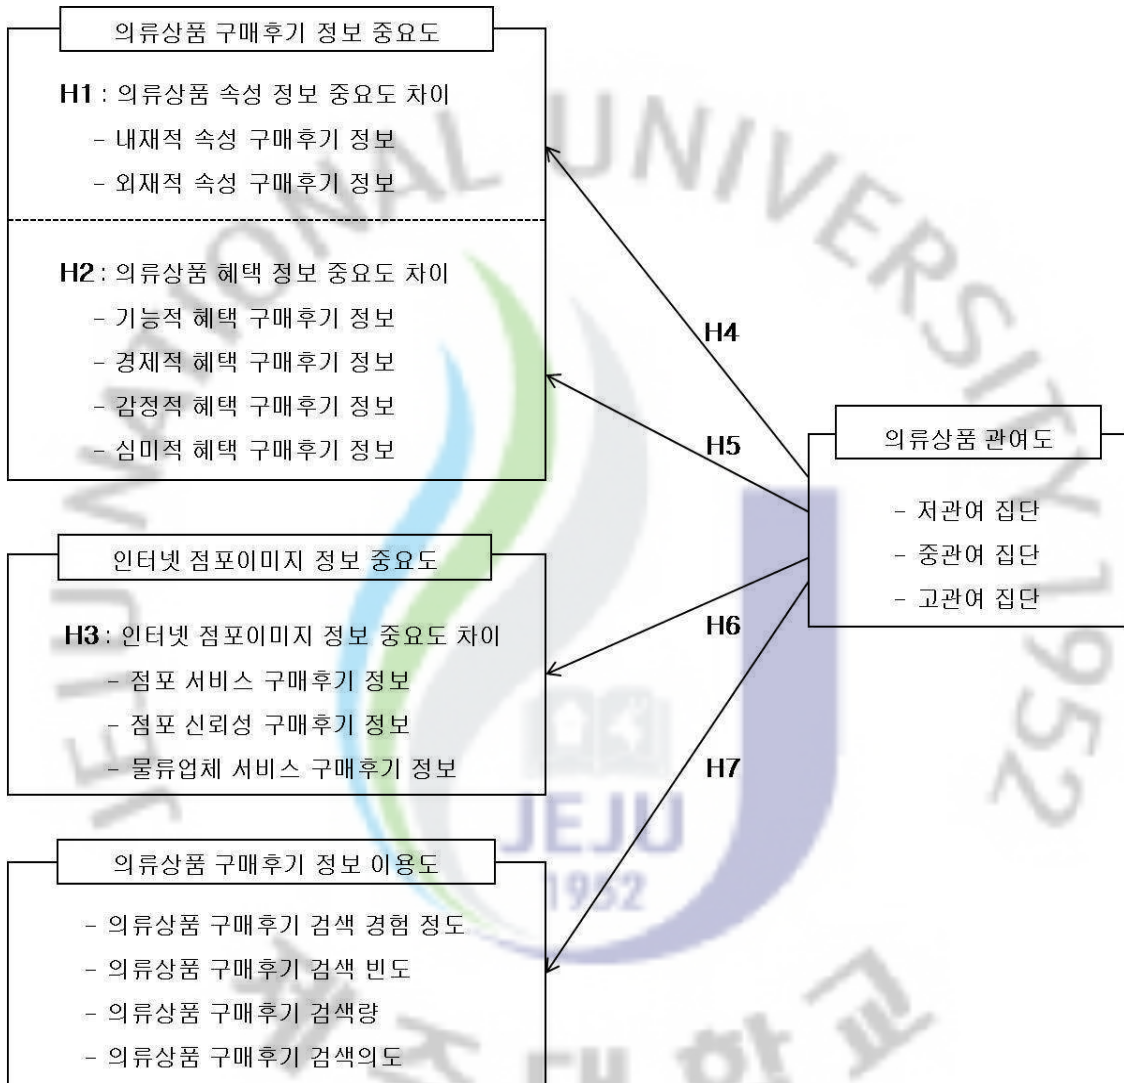 의류상품 구매후기 정보 중요도
H1 : 의류상품 속성 정보 중요도 차이
- 내재적 속성 구매후기 정보
- 외재적 속성 구매후기 정보
H2 : 의류상품 혜택 정보 중요도 차이
- 기능적 혜택 구매후기 정보
- 경제적 혜택 구매후기 정보
- 감정적 혜택 구매후기 정보
- 심미적 혜택 구매후기 정보
인터넷 점포이미지 정보 중요도
H3 : 인터넷 점포이미지 정보 중요도 차이
- 점포 서비스 구매후기 정보
- 점포 신뢰성 구매후기 정보
- 물류업체 서비스 구매후기 정보
의류상품 구매후기 정보 이용도
- 의류상품 구매후기 검색 경험 정도
- 의류상품 구매후기 검색 빈도
- 의류상품 구매후기 검색량
- 의류상품 구매후기 검색의도
H4
H5
H6
H7
의류상품 관여도
- 저관여 집단
- 중관여 집단
- 고관여 집단
JEJU NATIONAL UNIVERSITY 1952
JEJU
1952
대학교